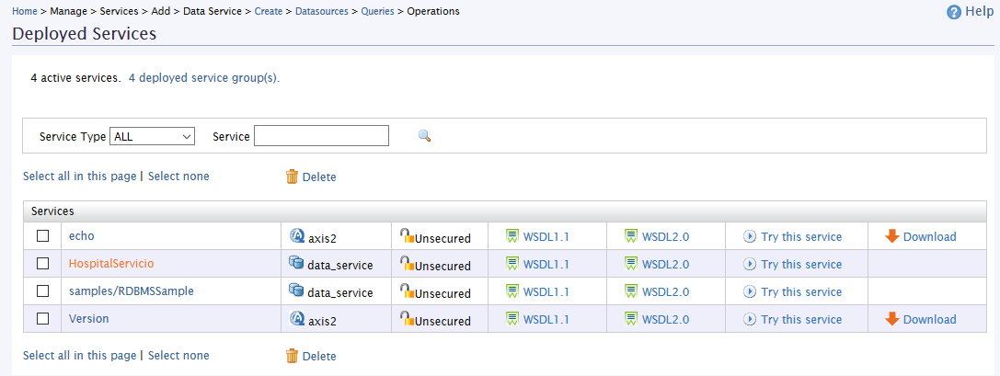 Home > Manage > Services > Add > Data Service > Create > Datasources > Queries > Operations
Help
Deployed Services
4 active services. 4 deployed service group(s).
Service Type ALL Service
Select all in this page | Select none Delete
Services
echo axis2 Unsecured WSDL1.1 WSDL2.0 Try this service Download
HospitalServicio data_service Unsecured WSDL1.1 WSDL2.0 Try this service
samples/RDBMSSample data_service Unsecured WSDL1.1 WSDL2.0 Try this service
Version axis2 Unsecured WSDL1.1 WSDL2.0 Try this service Download
Select all in this page | Select none Delete